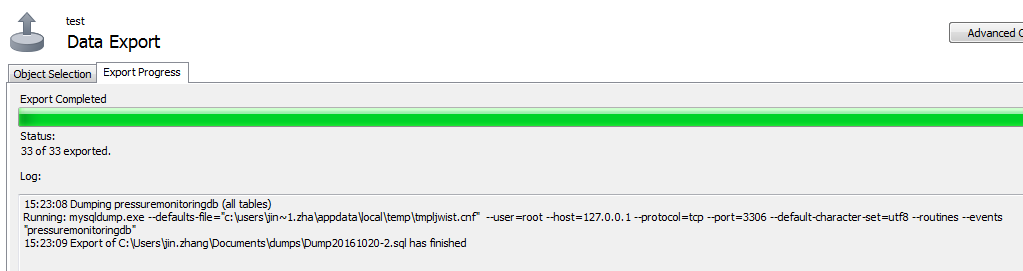 test
Data Export
Advanced
Object Selection
Export Progress
Export Completed
Status:
33 of 33 exported.
Log:
15:23:08 Dumping pressuremonitoringdb (all tables)
Running: mysqldump.exe --defaults-file="c:\users\jin~1.zha\appdata\local\temp\tmpljwist.cnf"  --user=root --host=127.0.0.1 --protocol=tcp --port=3306 --default-character-set=utf8 --routines --events
"pressuremonitoringdb"
15:23:09 Export of C:\Users\jin.zhang\Documents\dumps\Dump20161020-2.sql has finished